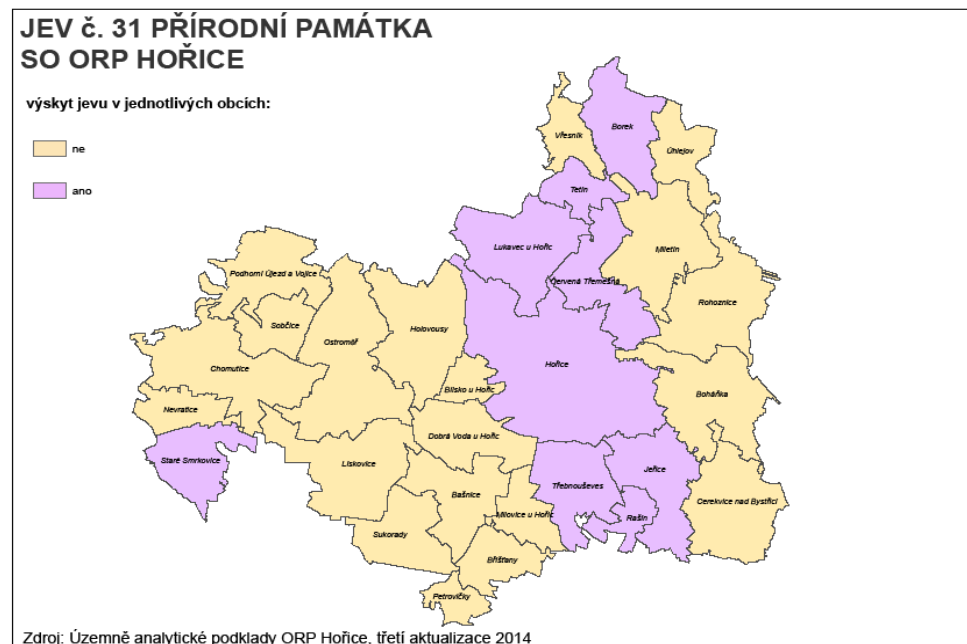 JEV č. 31 PŘÍRODNÍ PAMÁTKA
SO ORP HOŘICE
výskyt jevu v jednotlivých obcích:
ne
ano
Vřesník
Borek
Úhlejov
Tetín
Lukavec u Hořic
Miletín
Podhorní Újezd a Vojice
Červená Třemešná
Rohoznice
Sobčice
Holovousy
Ostroměř
Hořice
Chomutice
Bílsko u Hořic
Boháňka
Nevratice
Dobrá Voda u Hořic
Staré Smrkovice
Lískovice
Jeřice
Třebnouševes
Bašnice
Cerekvice nad Bystřicí
Milovice u Hořic
Rašín
Sukorady
Bříšťany
Petrovičky
Zdroj: Územně analytické podklady ORP Hořice, třetí aktualizace 2014